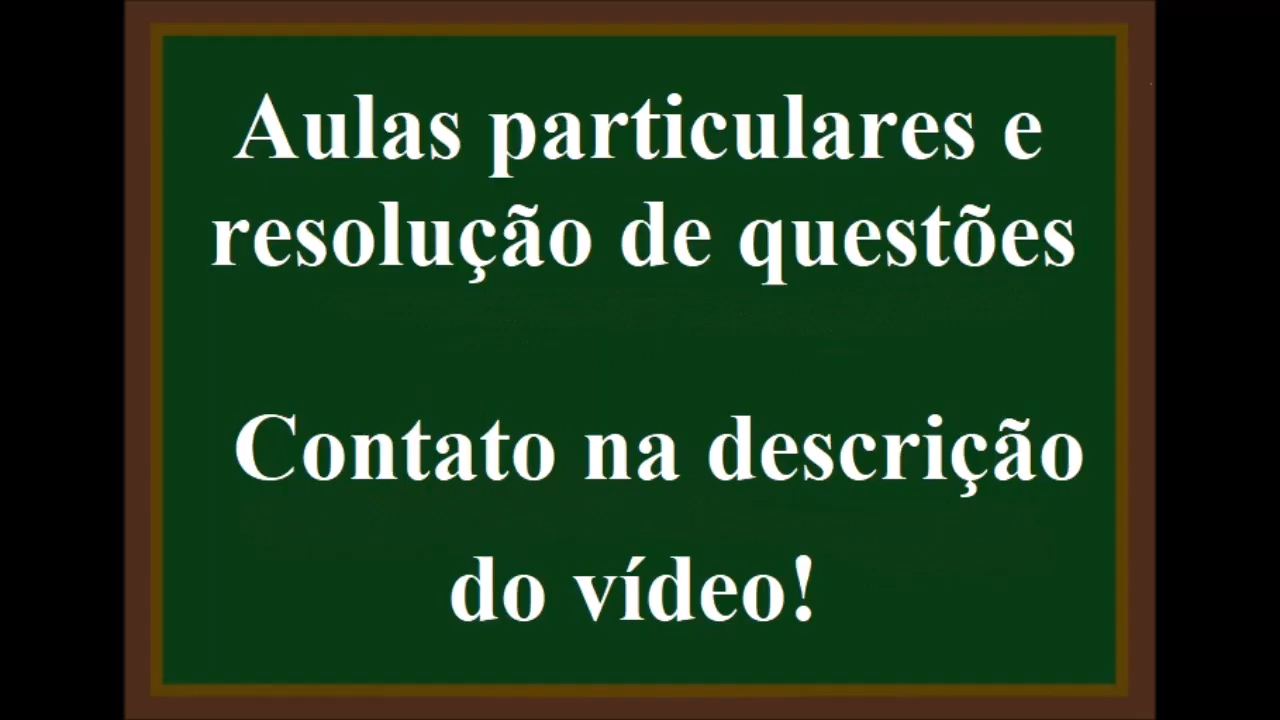 Aulas particulares e
resolução de questões
Contato na descrição
do vídeo!